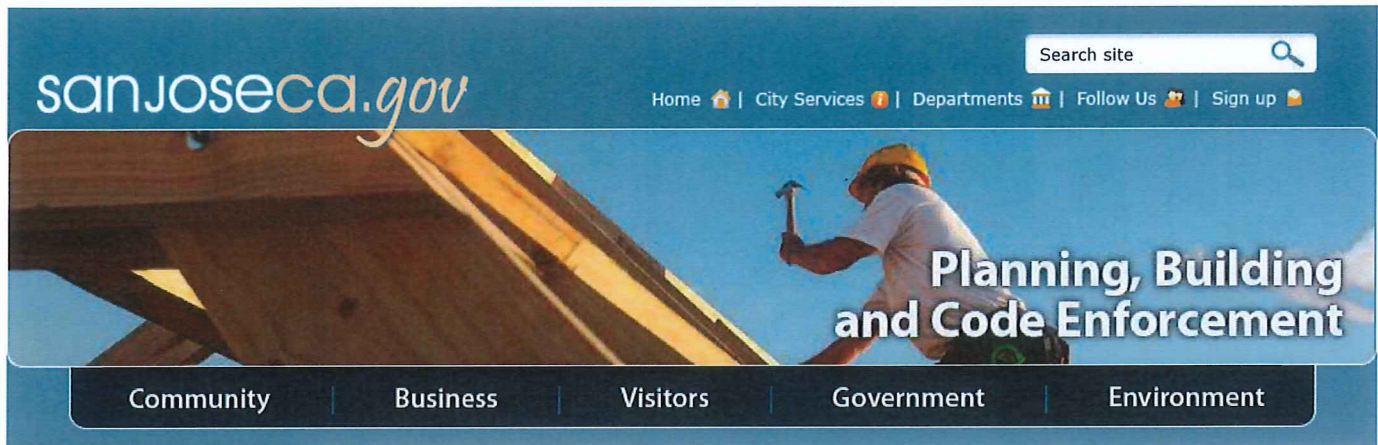 Search site
sanjoseca.gov
Home | City Services | Departments | Follow Us | Sign up
Planning, Building
and Code Enforcement
Community | Business | Visitors | Government | Environment